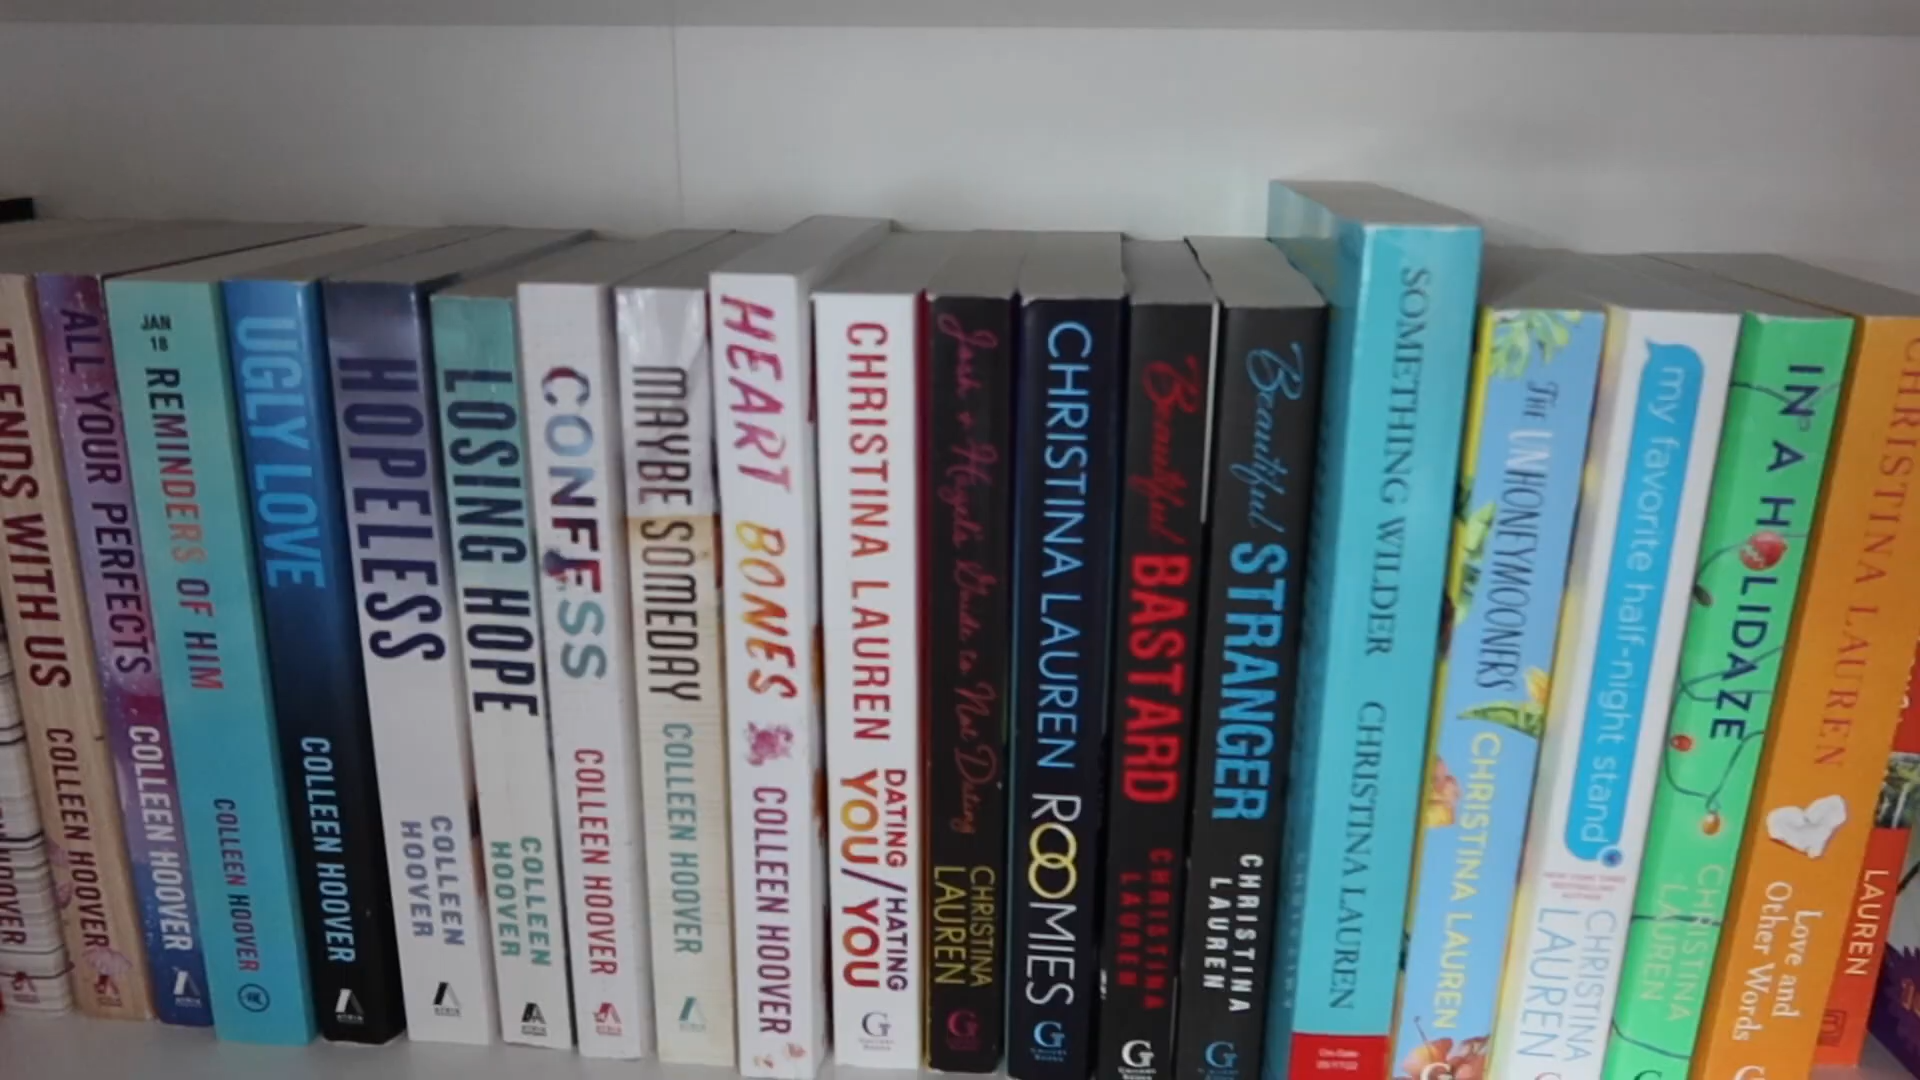 HOOVER
IT ENDS WITH US
COLLEEN HOOVER
ALL YOUR PERFECTS
COLLEEN HOOVER
JAN
18
REMINDERS OF HIM
COLLEEN HOOVER
UGLY LOVE
COLLEEN HOOVER
HOPELESS
COLLEEN
HOOVER
LOSING HOPE
COLLEEN
HOOVER
CONFESS
COLLEEN HOOVER
MAYBE SOMEDAY
COLLEEN HOOVER
HEART BONES
COLLEEN HOOVER
CHRISTINA LAUREN
DATING/HATING
YOU/YOU
Josh + Hazel's Guide to Not Dating
CHRISTINA
LAUREN
CHRISTINA LAUREN
ROOMIES
Beautiful BASTARD
CHRISTINA
LAUREN
Beautiful STRANGER
CHRISTINA
LAUREN
SOMETHING WILDER
CHRISTINA LAUREN
THE UNHONEYMOONERS
CHRISTINA LAUREN
my favorite half-night stand
CHRISTINA
LAUREN
IN A HOLIDAZE
CHRISTINA
LAUREN
CHRISTINA LAUREN
Love and
Other Words
LAUREN